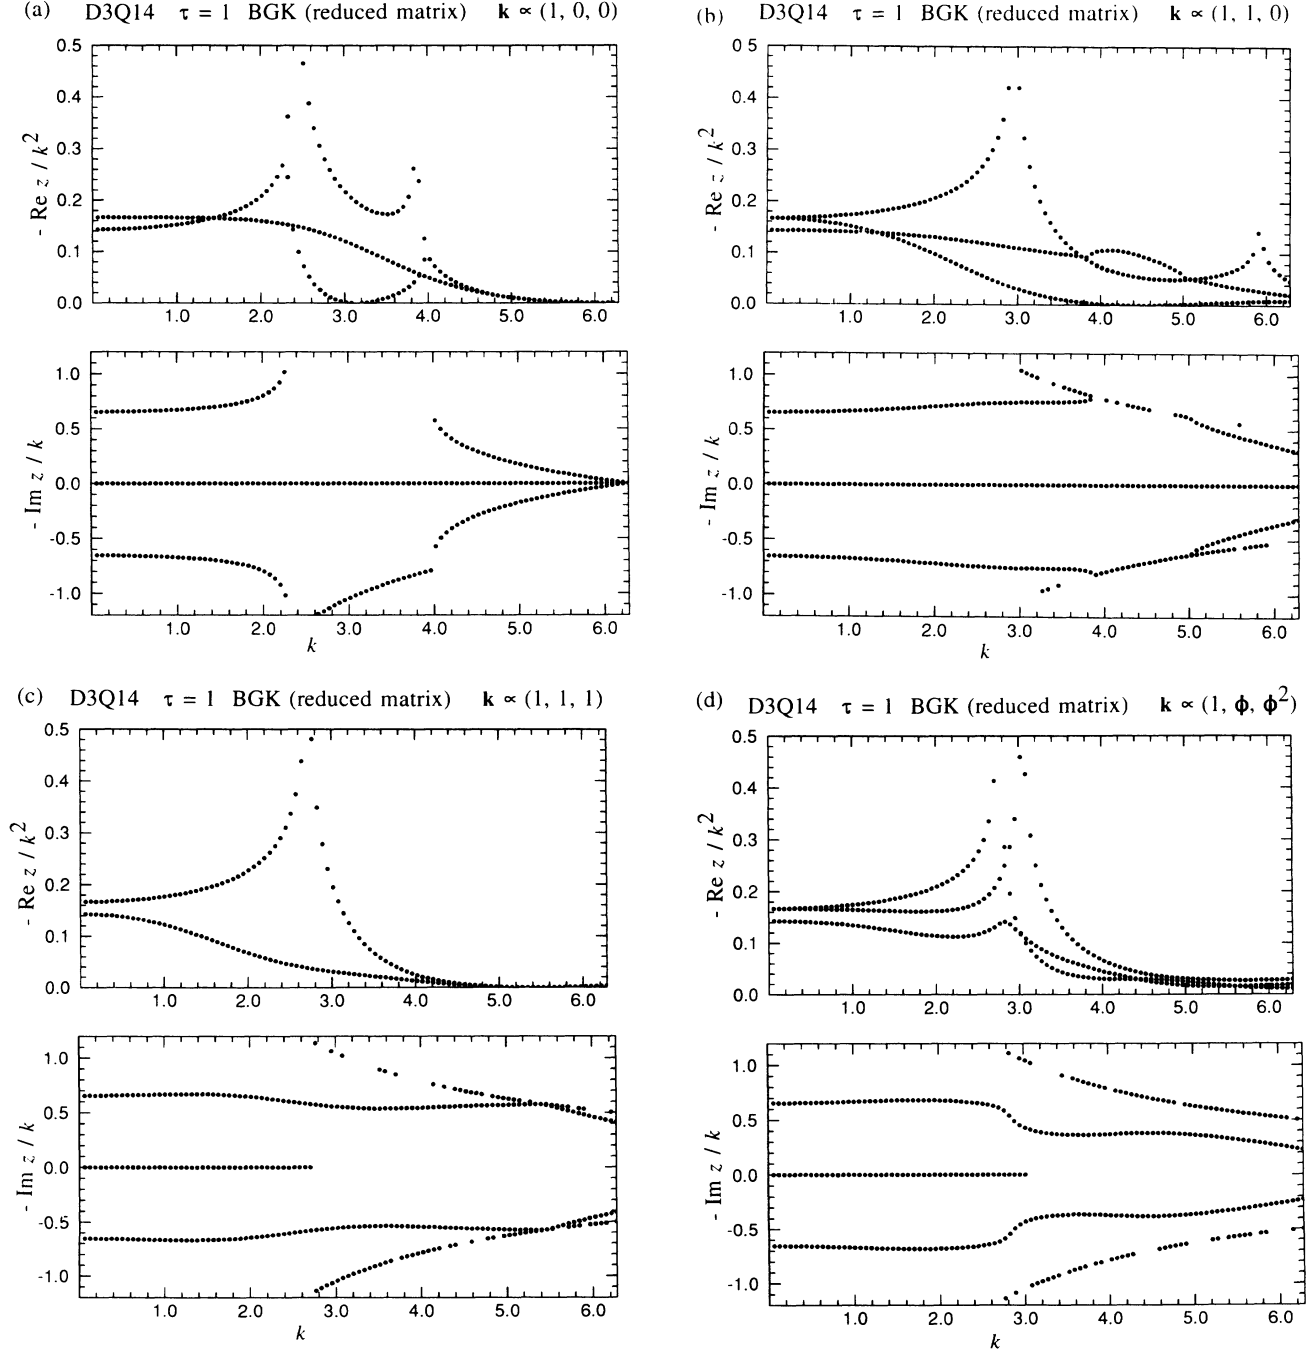 (a) D3Q14 τ = 1 BGK (reduced matrix) k ∝ (1, 0, 0)
0.5
0.4
0.3
0.2
0.1
0.0
- Re z / k²
1.0 2.0 3.0 4.0 5.0 6.0
1.0
0.5
0.0
-0.5
-1.0
- Im z / k
1.0 2.0 3.0 4.0 5.0 6.0
k
(b) D3Q14 τ = 1 BGK (reduced matrix) k ∝ (1, 1, 0)
0.5
0.4
0.3
0.2
0.1
0.0
- Re z / k²
1.0 2.0 3.0 4.0 5.0 6.0
1.0
0.5
0.0
-0.5
-1.0
- Im z / k
1.0 2.0 3.0 4.0 5.0 6.0
k
(c) D3Q14 τ = 1 BGK (reduced matrix) k ∝ (1, 1, 1)
0.5
0.4
0.3
0.2
0.1
0.0
- Re z / k²
1.0 2.0 3.0 4.0 5.0 6.0
1.0
0.5
0.0
-0.5
-1.0
- Im z / k
1.0 2.0 3.0 4.0 5.0 6.0
k
(d) D3Q14 τ = 1 BGK (reduced matrix) k ∝ (1, ϕ, ϕ²)
0.5
0.4
0.3
0.2
0.1
0.0
- Re z / k²
1.0 2.0 3.0 4.0 5.0 6.0
1.0
0.5
0.0
-0.5
-1.0
- Im z / k
1.0 2.0 3.0 4.0 5.0 6.0
k